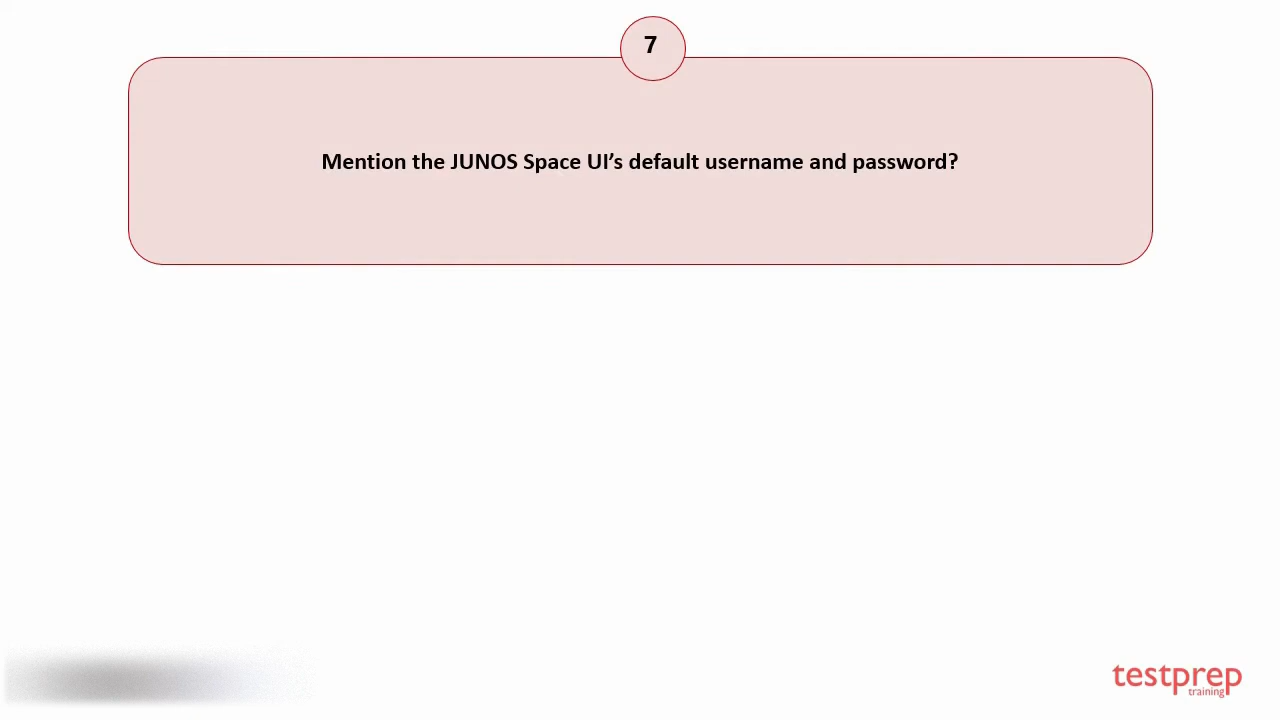 7
Mention the JUNOS Space UI’s default username and password?
testprep
training